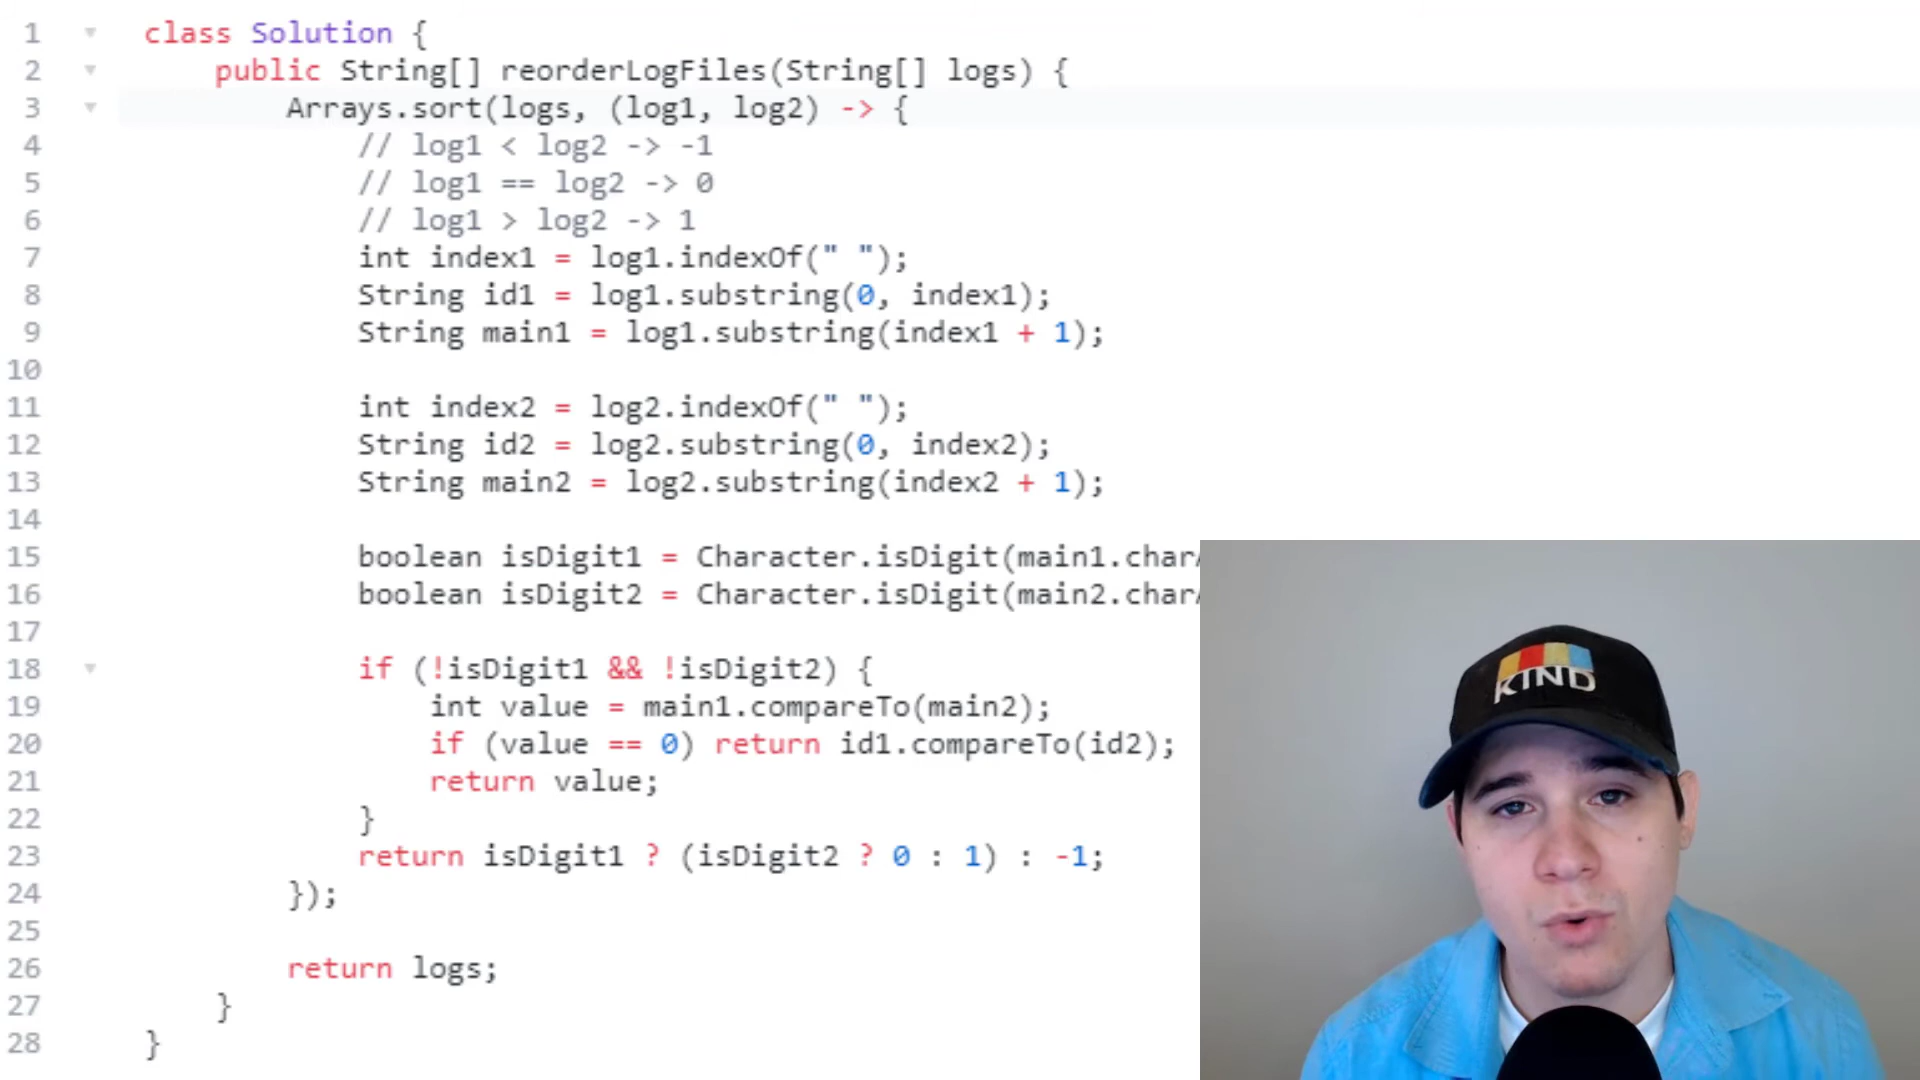 1 class Solution {
2 public String[] reorderLogFiles(String[] logs) {
3 Arrays.sort(logs, (log1, log2) -> {
4 // log1 < log2 -> -1
5 // log1 == log2 -> 0
6 // log1 > log2 -> 1
7 int index1 = log1.indexOf(" ");
8 String id1 = log1.substring(0, index1);
9 String main1 = log1.substring(index1 + 1);
10
11 int index2 = log2.indexOf(" ");
12 String id2 = log2.substring(0, index2);
13 String main2 = log2.substring(index2 + 1);
14
15 boolean isDigit1 = Character.isDigit(main1.char
16 boolean isDigit2 = Character.isDigit(main2.char
17
18 if (!isDigit1 && !isDigit2) {
19 int value = main1.compareTo(main2);
20 if (value == 0) return id1.compareTo(id2);
21 return value;
22 }
23 return isDigit1 ? (isDigit2 ? 0 : 1) : -1;
24 });
25
26 return logs;
27 }
28 }
KIND